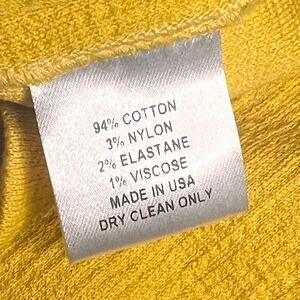 94% COTTON
3% NYLON
2% ELASTANE
1% VISCOSE
MADE IN USA
DRY CLEAN ONLY